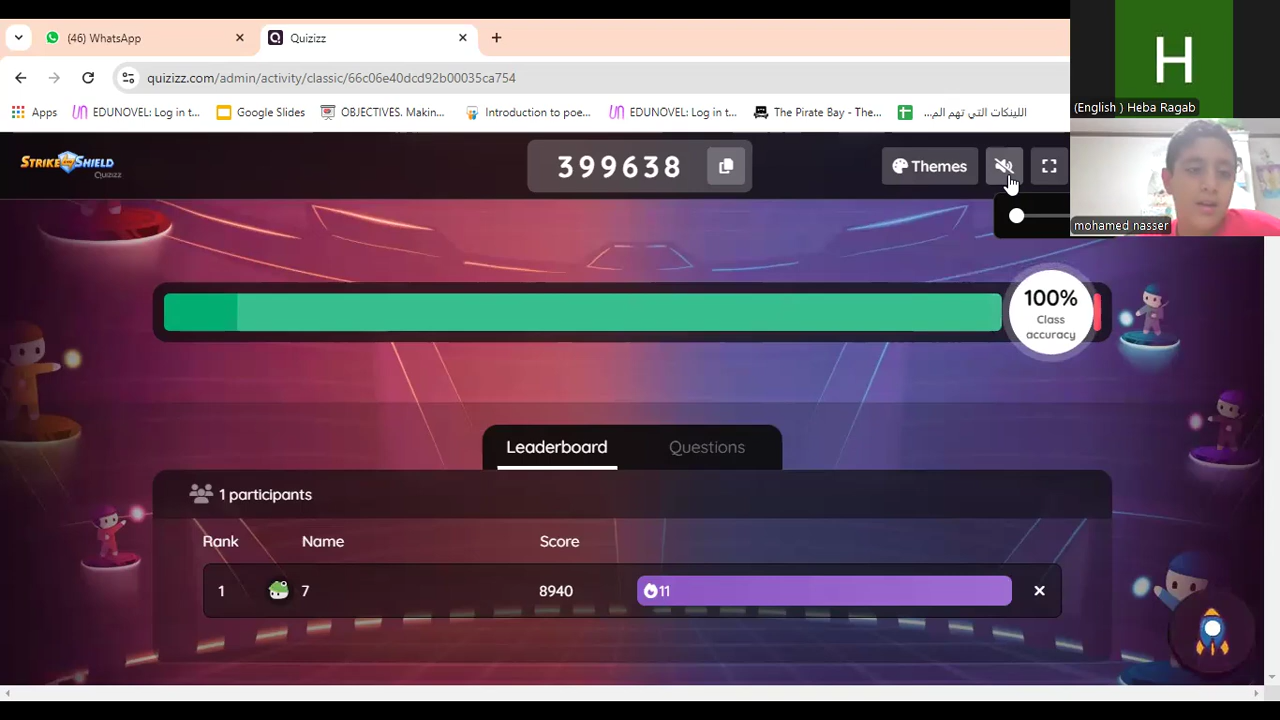 (46) WhatsApp
Quizizz
quizizz.com/admin/activity/classic/66c06e40dcd92b00035ca754
Apps
EDUNOVEL: Log in t...
Google Slides
OBJECTIVES. Makin...
Introduction to poe...
EDUNOVEL: Log in t...
The Pirate Bay - The...
اللينكات التي تهم الم...
H
(English ) Heba Ragab
mohamed nasser
STRIKE SHIELD
Quizizz
399638
Themes
100%
Class
accuracy
Leaderboard
Questions
1 participants
Rank
Name
Score
1
7
8940
11